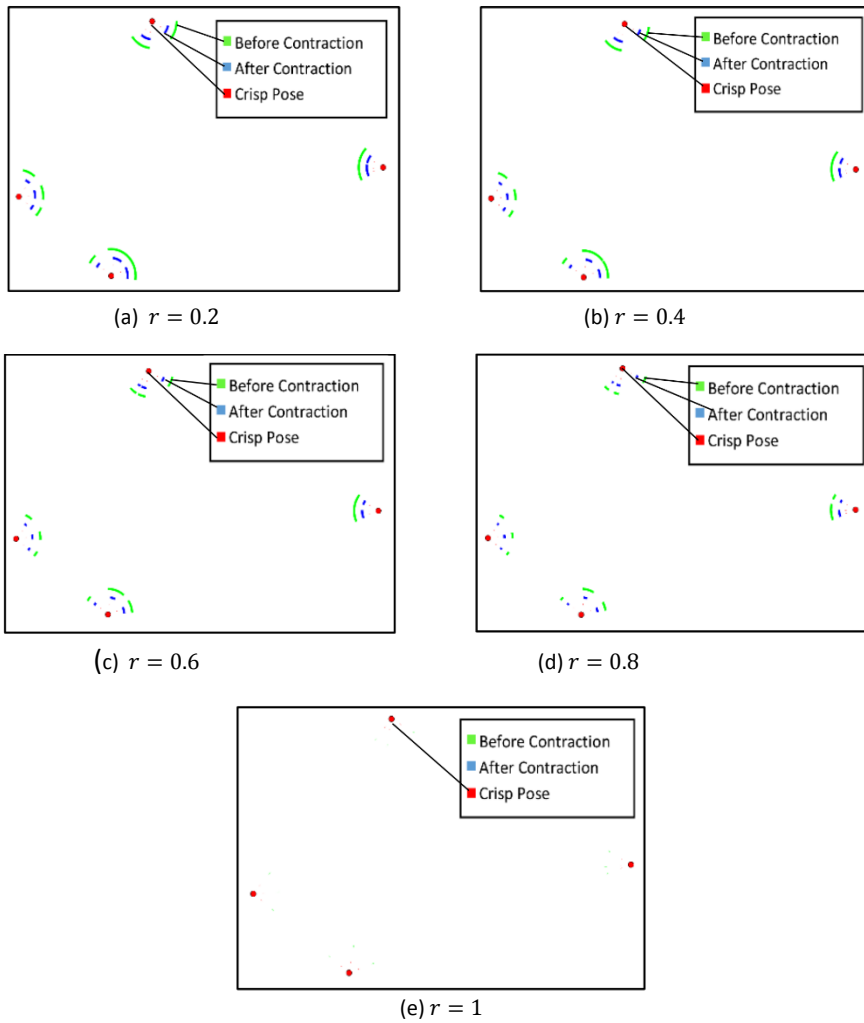 Before Contraction
After Contraction
Crisp Pose
(a) r = 0.2
Before Contraction
After Contraction
Crisp Pose
(b) r = 0.4
Before Contraction
After Contraction
Crisp Pose
(c) r = 0.6
Before Contraction
After Contraction
Crisp Pose
(d) r = 0.8
Before Contraction
After Contraction
Crisp Pose
(e) r = 1